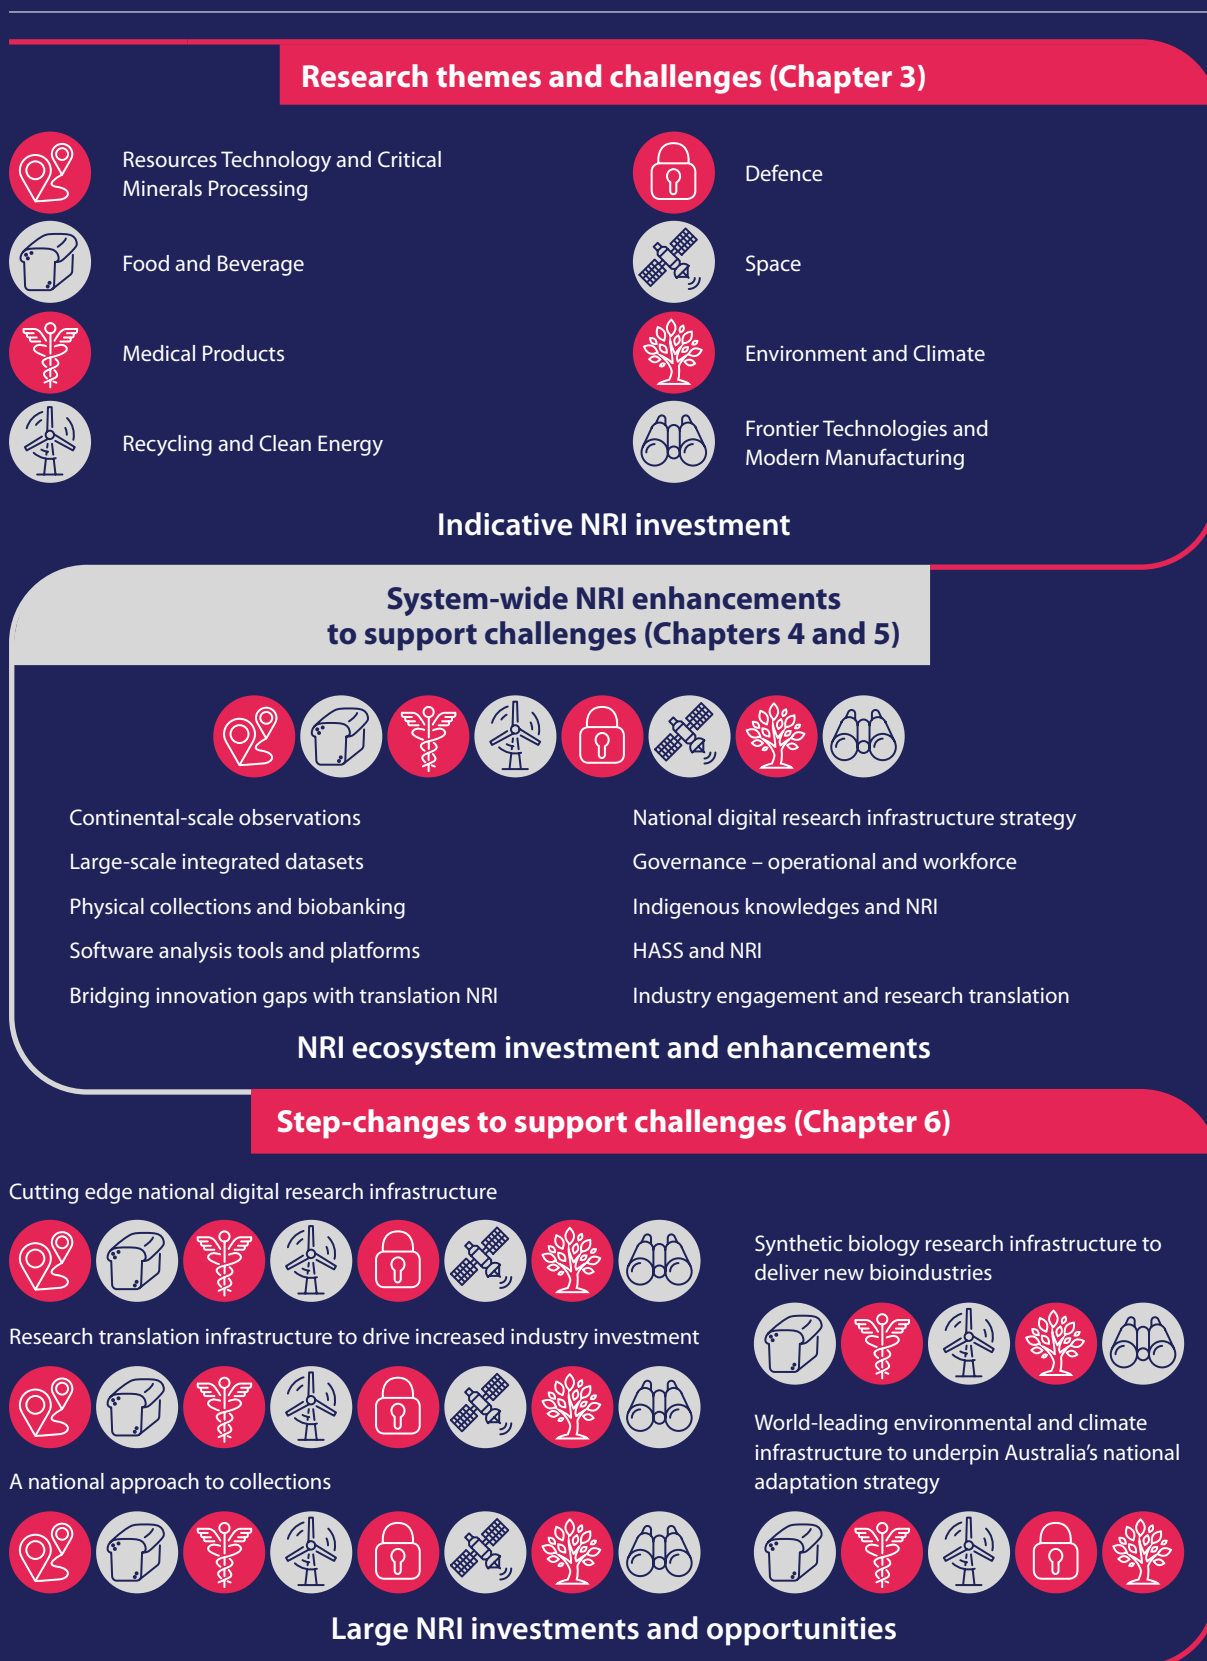 Research themes and challenges (Chapter 3)
Resources Technology and Critical
Minerals Processing
Food and Beverage
Medical Products
Recycling and Clean Energy
Defence
Space
Environment and Climate
Frontier Technologies and
Modern Manufacturing
Indicative NRI investment
System-wide NRI enhancements
to support challenges (Chapters 4 and 5)
Continental-scale observations
Large-scale integrated datasets
Physical collections and biobanking
Software analysis tools and platforms
Bridging innovation gaps with translation NRI
National digital research infrastructure strategy
Governance – operational and workforce
Indigenous knowledges and NRI
HASS and NRI
Industry engagement and research translation
NRI ecosystem investment and enhancements
Step-changes to support challenges (Chapter 6)
Cutting edge national digital research infrastructure
Research translation infrastructure to drive increased industry investment
A national approach to collections
Synthetic biology research infrastructure to
deliver new bioindustries
World-leading environmental and climate
infrastructure to underpin Australia’s national
adaptation strategy
Large NRI investments and opportunities